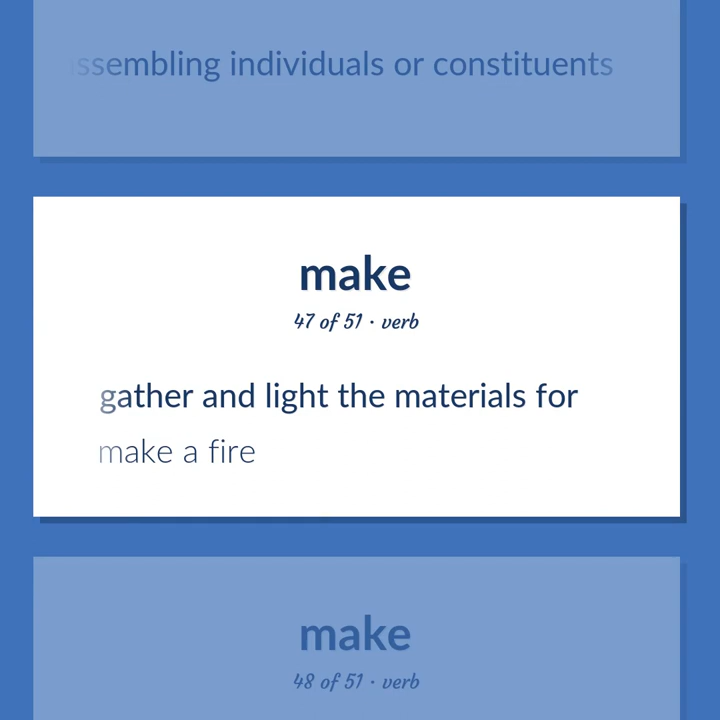 assembling individuals or constituents
make
47 of 51 · verb
gather and light the materials for
make a fire
make
48 of 51 · verb